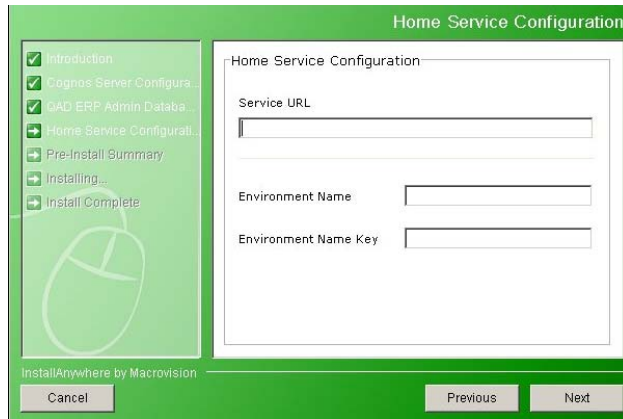 Home Service Configuration
Introduction
Cognos Server Configura...
QAD ERP Admin Databa...
Home Service Configurati...
Pre-Install Summary
Installing...
Install Complete
Home Service Configuration
Service URL
Environment Name
Environment Name Key
InstallAnywhere by Macrovision
Cancel
Previous
Next